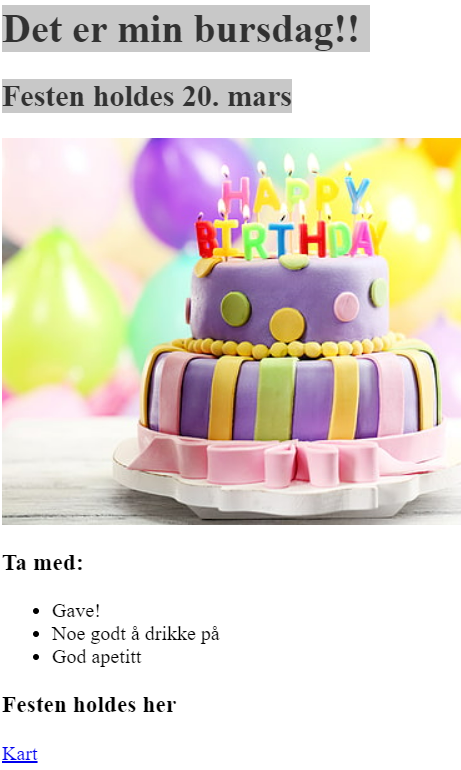 Det er min bursdag!!
Festen holdes 20. mars
HAPPY
BIRTHDAY
Ta med:
Gave!
Noe godt å drikke på
God apetitt
Festen holdes her
Kart